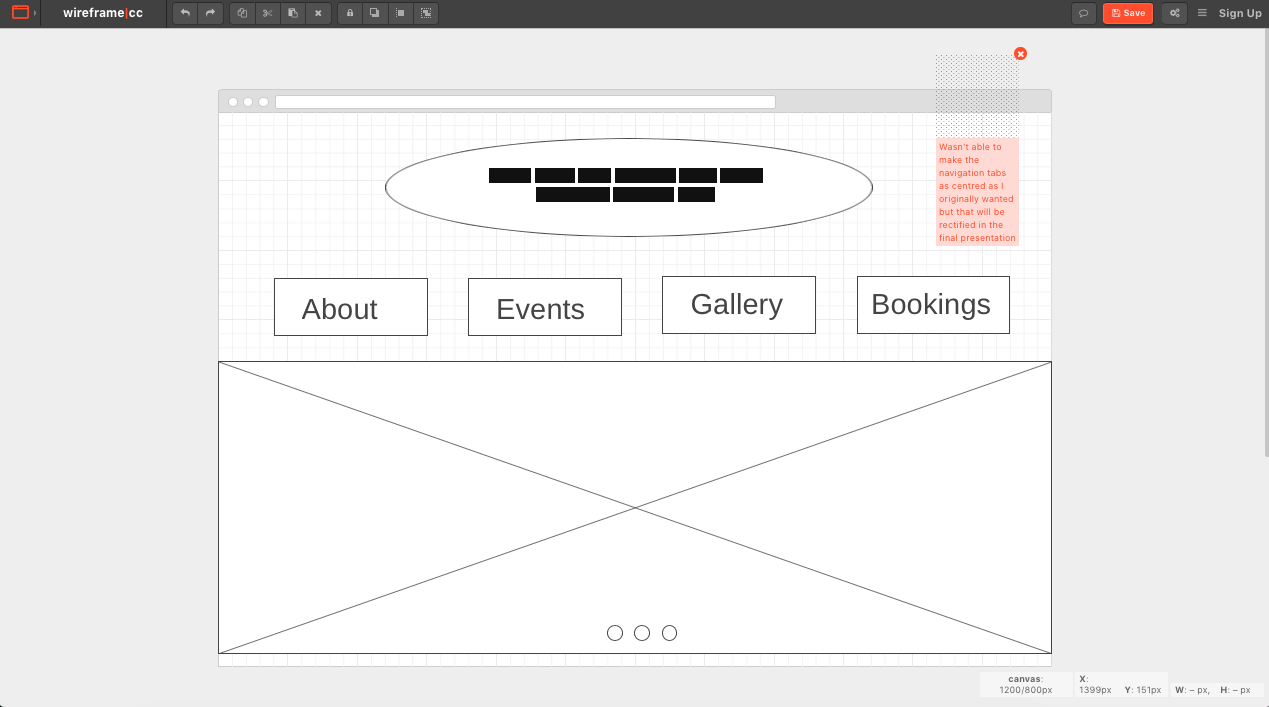 wireframe|cc
Save
Sign Up
Wasn't able to
make the
navigation tabs
as centred as I
originally wanted
but that will be
rectified in the
final presentation
About
Events
Gallery
Bookings
canvas:
1200/800px
X:
1399px
Y: 151px
W: – px,
H: – px